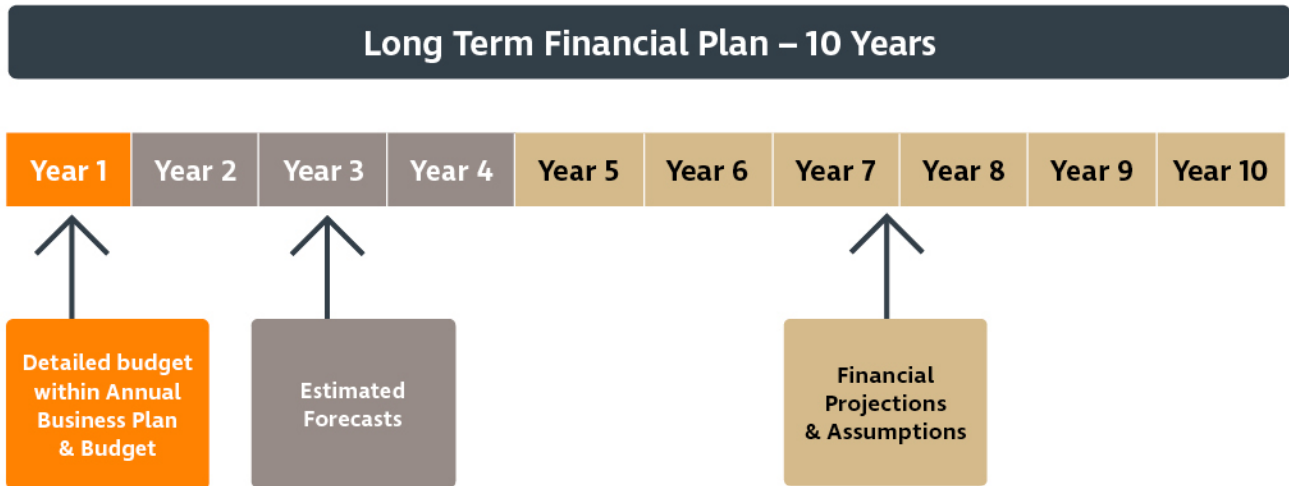 Long Term Financial Plan – 10 Years
Year 1
Year 2
Year 3
Year 4
Year 5
Year 6
Year 7
Year 8
Year 9
Year 10
Detailed budget
within Annual
Business Plan
& Budget
Estimated
Forecasts
Financial
Projections
& Assumptions